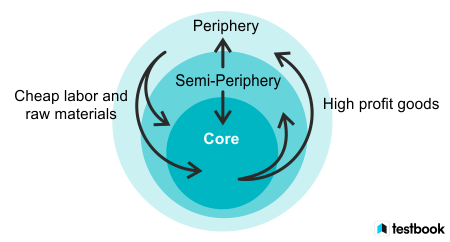 Periphery
Semi-Periphery
Cheap labor and
raw materials
High profit goods
Core
testbook